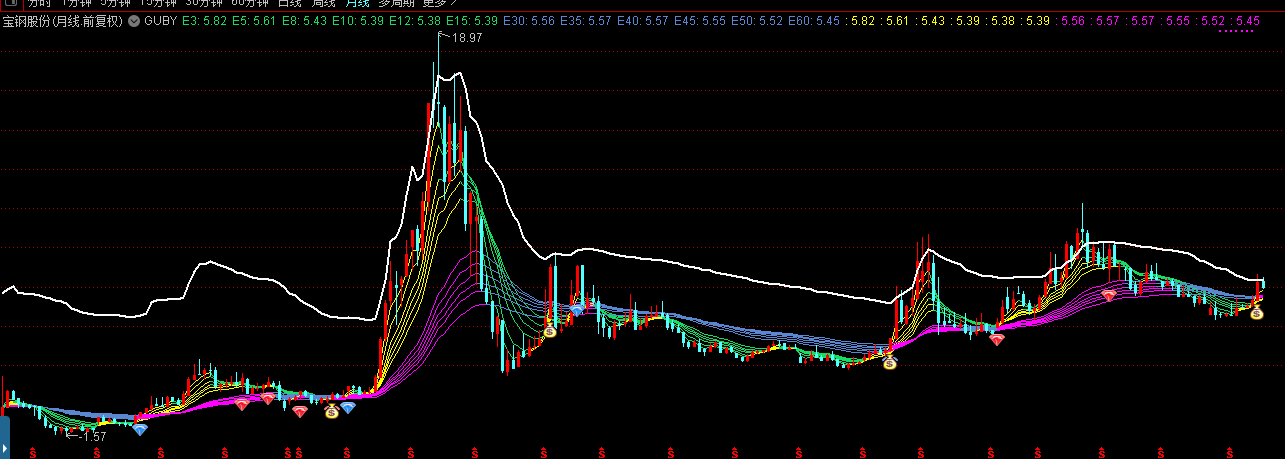 分时 1分钟 5分钟 15分钟 30分钟 60分钟 日线 周线 月线 多周期 更多
宝钢股份(月线.前复权) GUBY E3: 5.82 E5: 5.61 E8: 5.43 E10: 5.39 E12: 5.38 E15: 5.39 E30: 5.56 E35: 5.57 E40: 5.57 E45: 5.55 E50: 5.52 E60: 5.45 : 5.82 : 5.61 : 5.43 : 5.39 : 5.38 : 5.39 : 5.56 : 5.57 : 5.57 : 5.55 : 5.52 : 5.45
18.97
1.57
$ $ $ $
S S S S S S S S S S S S S S S S S S S S